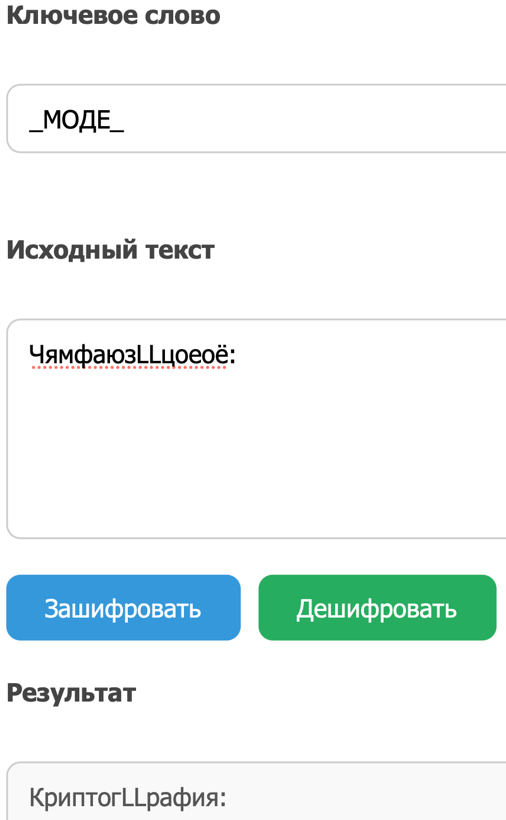 Ключевое слово
_МОДЕ_
Исходный текст
ЧямфаюзLLцоеоё:
Зашифровать Дешифровать
Результат
КриптогLLрафия: